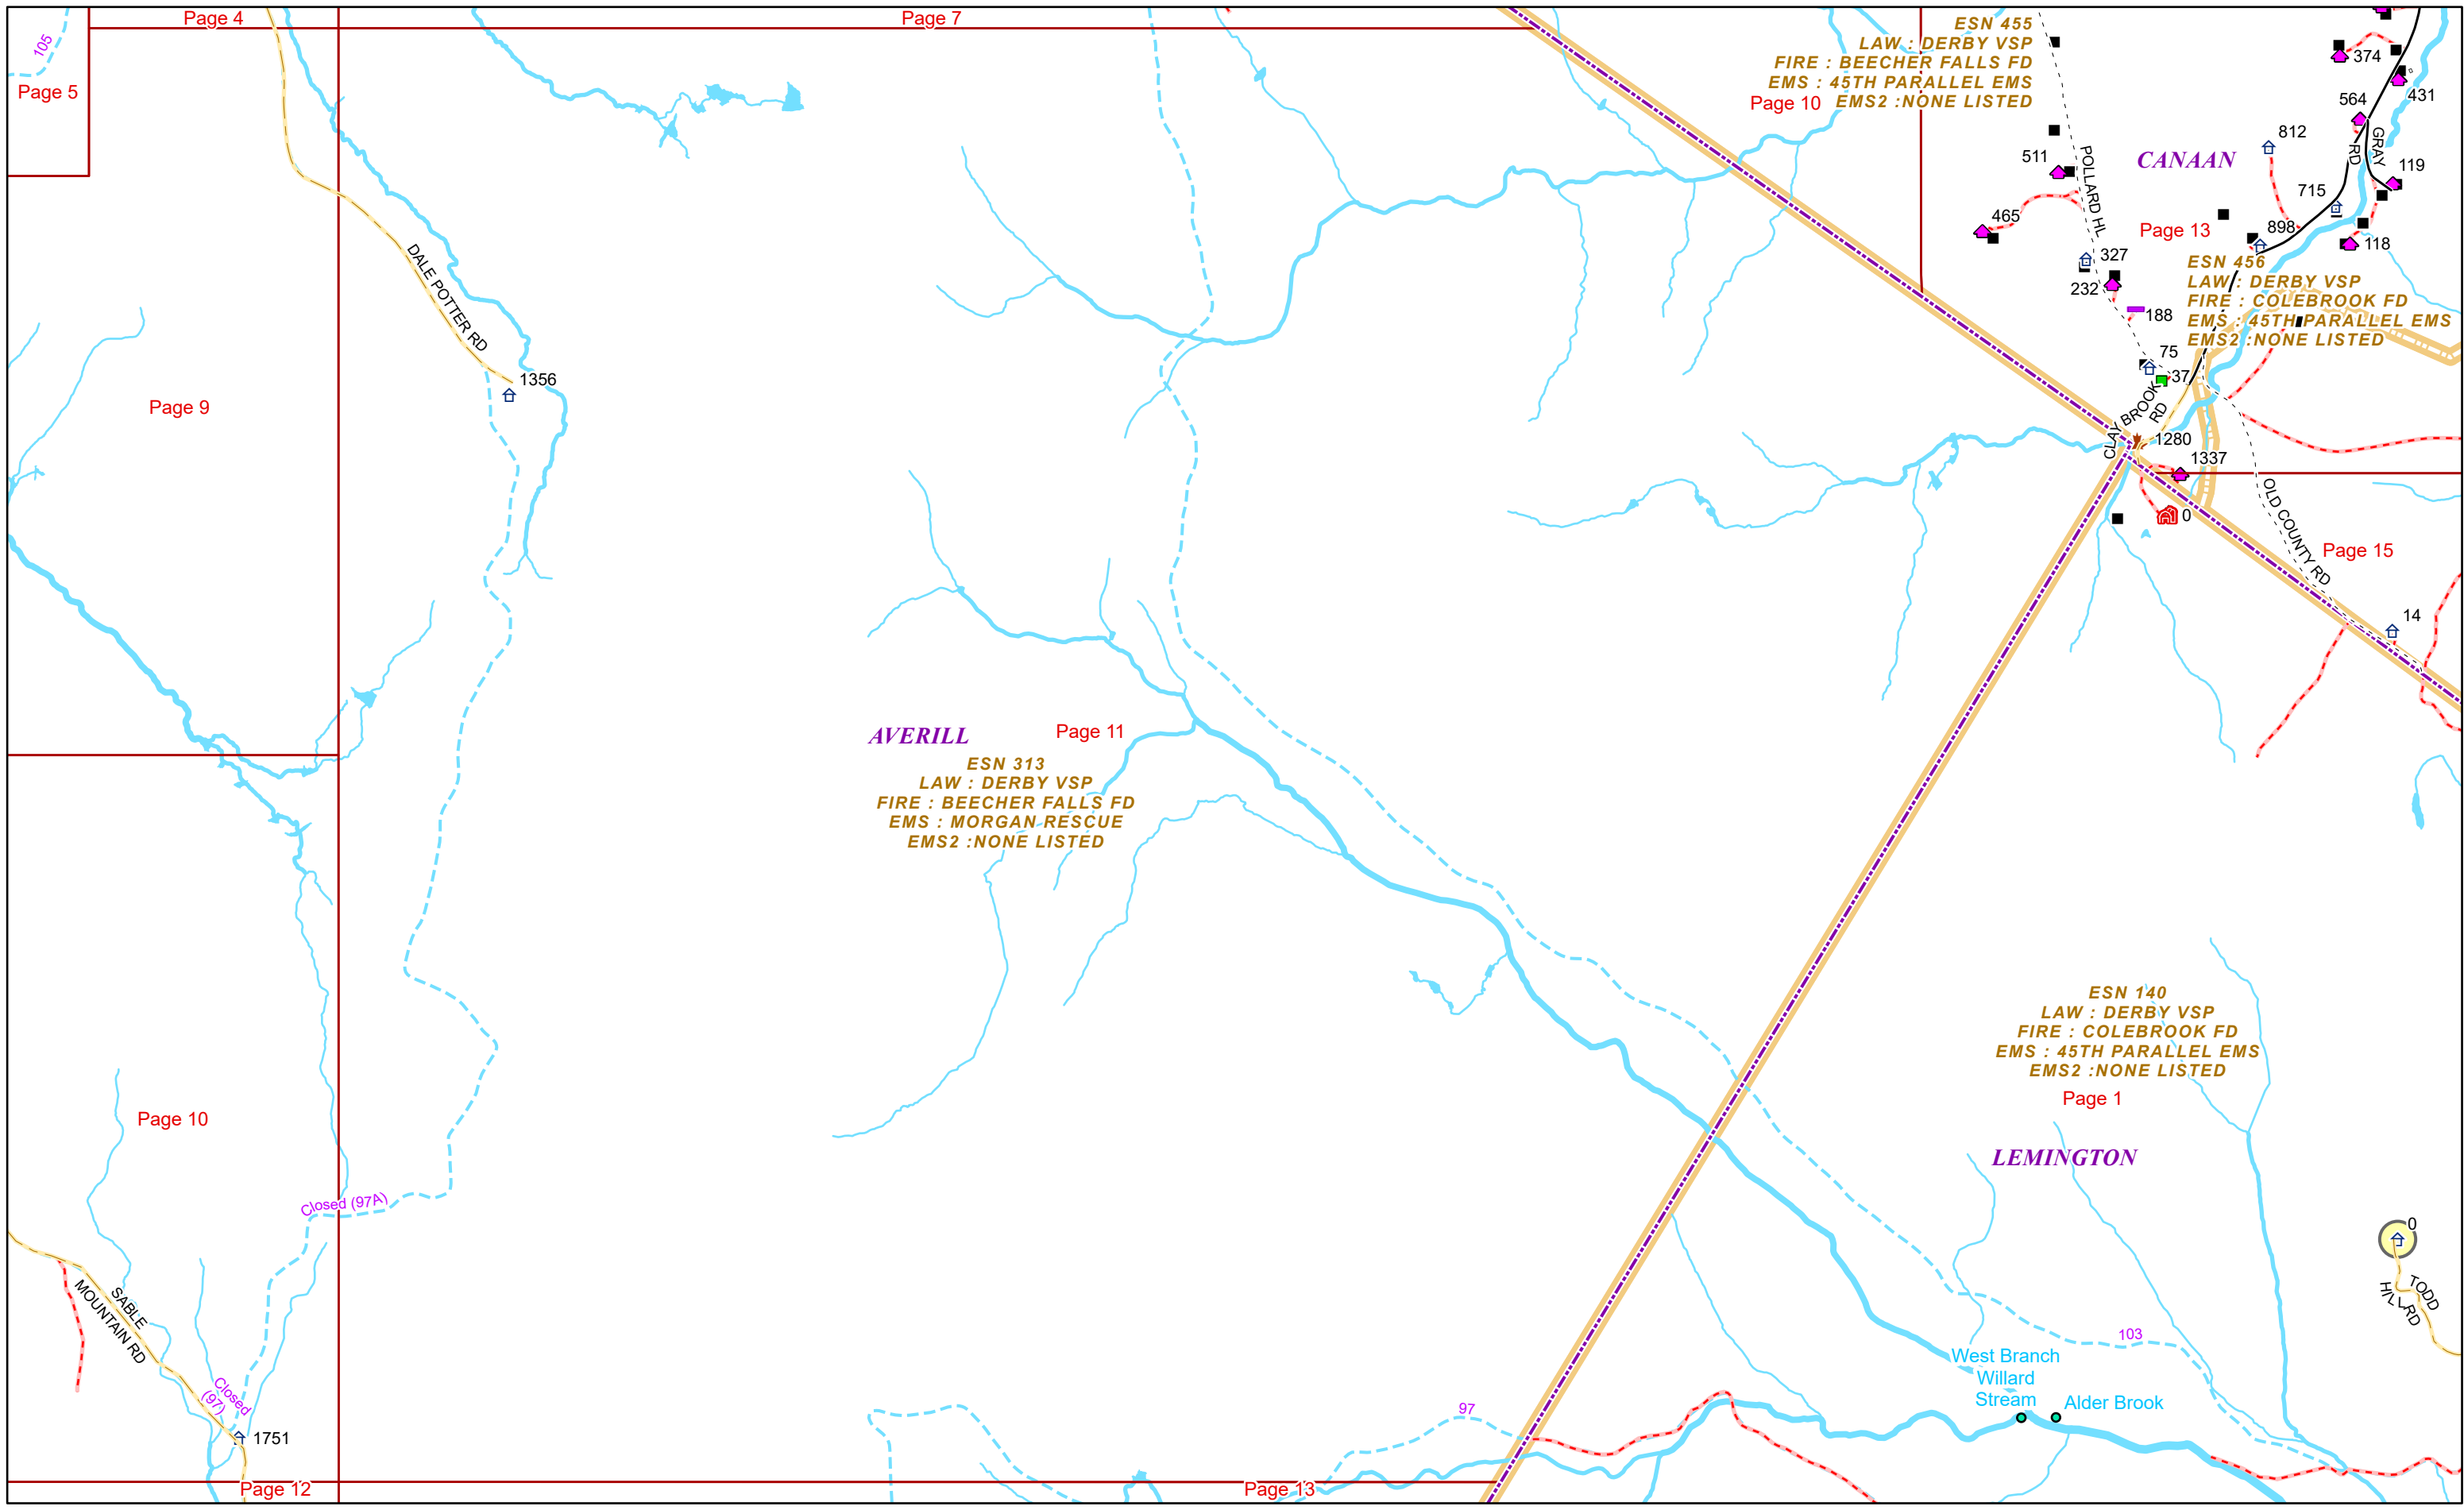 Page 4
Page 7
ESN 455
LAW : DERBY VSP
FIRE : BEECHER FALLS FD
EMS : 45TH PARALLEL EMS
EMS2 :NONE LISTED
Page 10
105
Page 5
374
431
564
GRAY
RD
812
119
715
511
POLLARD HL
CANAAN
465
Page 13
898
118
327
232
188
ESN 456
LAW : DERBY VSP
FIRE : COLEBROOK FD
EMS : 45TH PARALLEL EMS
EMS2 :NONE LISTED
DALE POTTER RD
1356
75
37
CLAY BROOK
RD
1280
1337
0
Page 9
OLD COUNTY RD
Page 15
14
AVERILL
Page 11
ESN 313
LAW : DERBY VSP
FIRE : BEECHER FALLS FD
EMS : MORGAN RESCUE
EMS2 :NONE LISTED
ESN 140
LAW : DERBY VSP
FIRE : COLEBROOK FD
EMS : 45TH PARALLEL EMS
EMS2 :NONE LISTED
Page 1
LEMINGTON
Page 10
Closed (97A)
0
TODD
HILL RD
SABLE
MOUNTAIN RD
103
West Branch
Willard
Stream
Alder Brook
Closed
(97)
97
1751
Page 12
Page 13